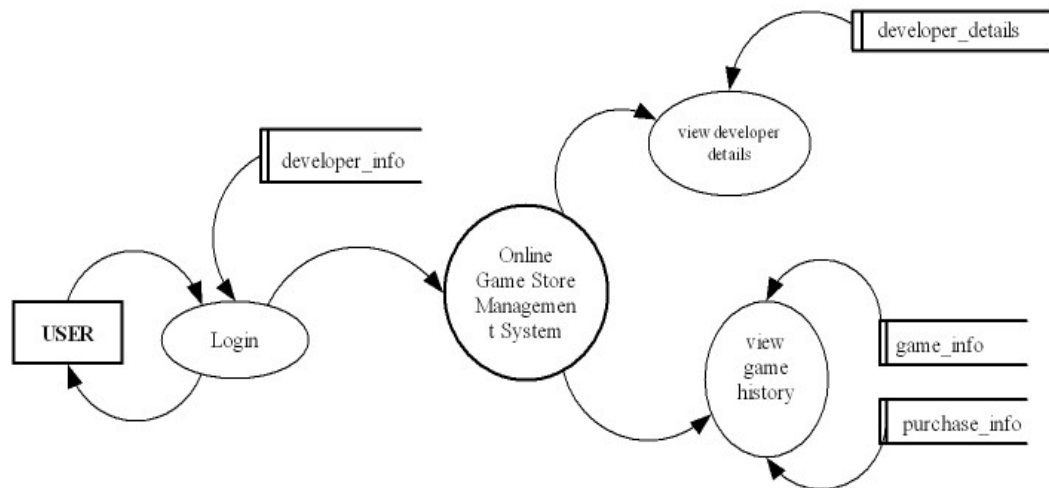 developer_details
view developer
details
developer_info
Online
Game Store
Managemen
t System
USER
Login
view
game
history
game_info
purchase_info